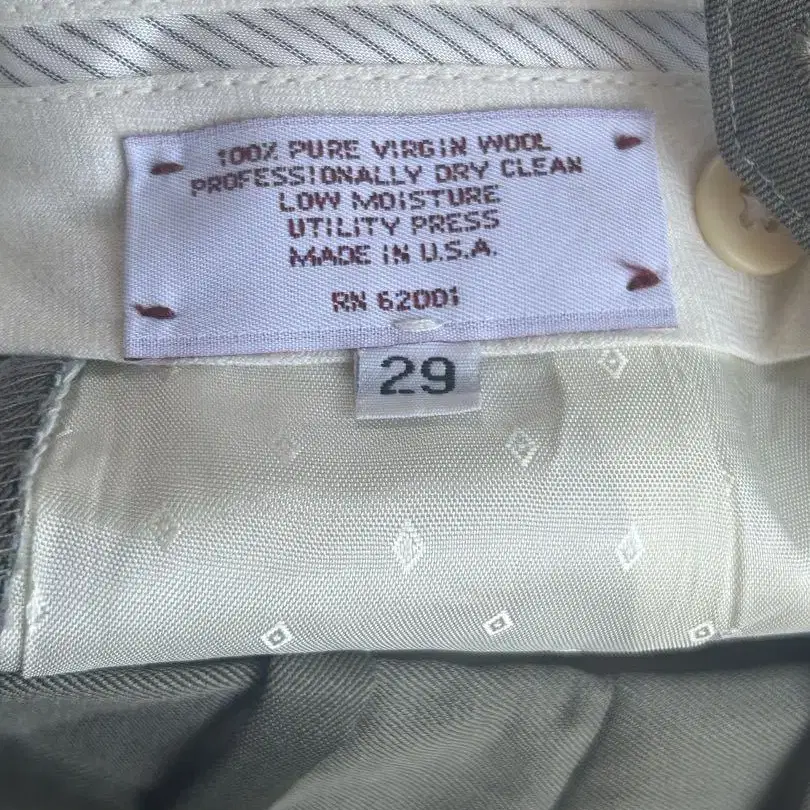 100% PURE VIRGIN WOOL
PROFESSIONALLY DRY CLEAN
LOW MOISTURE
UTILITY PRESS
MADE IN U.S.A.
RN 62001
29